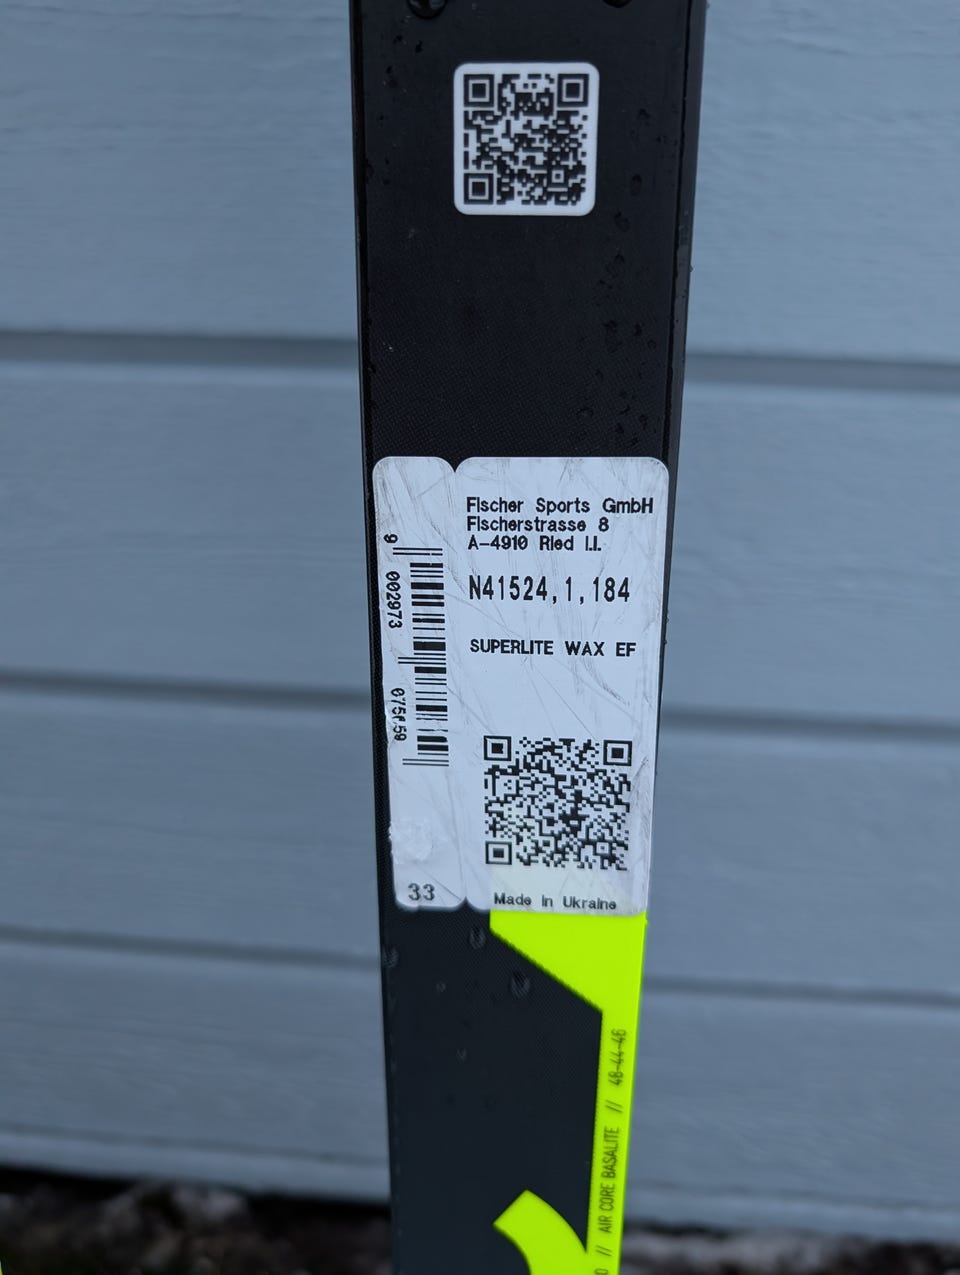 Fischer Sports GmbH
Fischerstrasse 8
A-4910 Ried I.I.
N41524,1,184
SUPERLITE WAX EF
9 002973
33
Made in Ukraine
// AIR CORE BASALITE // 48-44-46